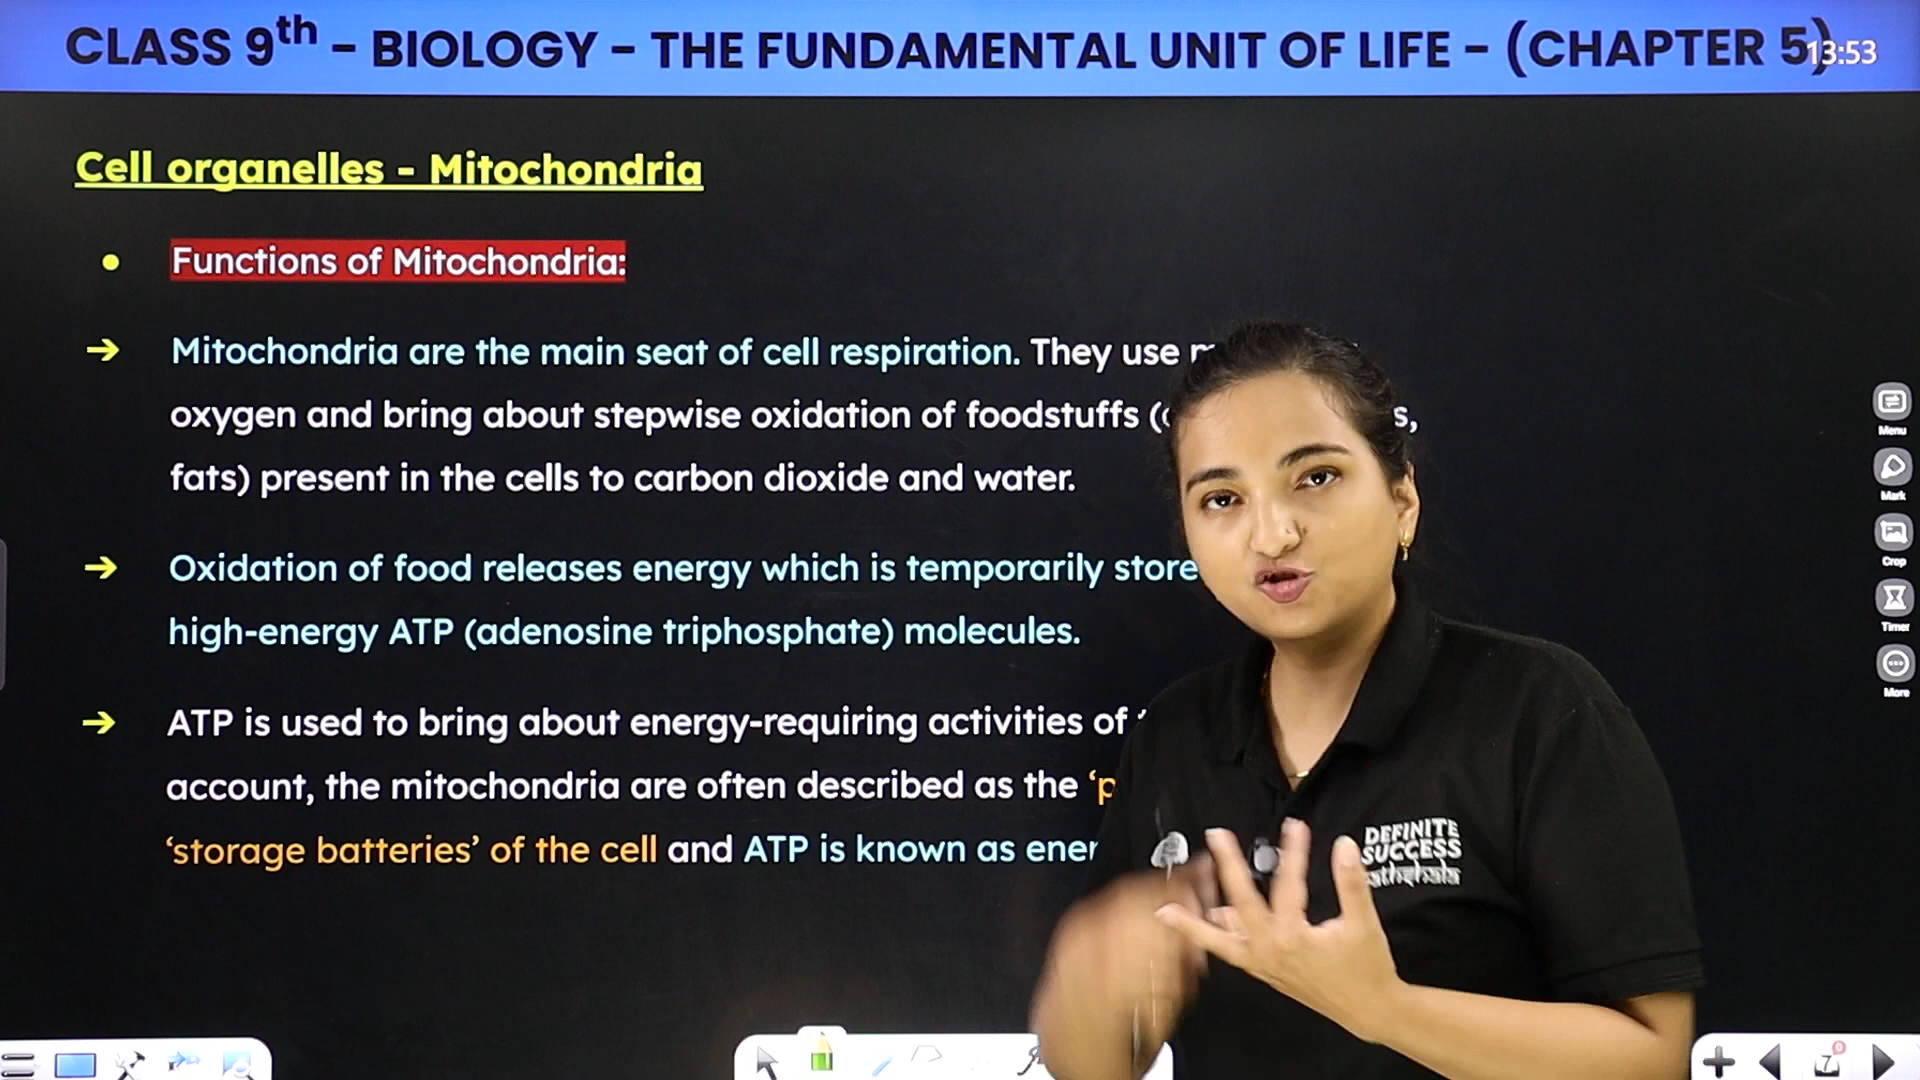 CLASS 9th - BIOLOGY - THE FUNDAMENTAL UNIT OF LIFE - (CHAPTER 5)
13:53
Cell organelles - Mitochondria
Functions of Mitochondria:
Mitochondria are the main seat of cell respiration. They use
oxygen and bring about stepwise oxidation of foodstuffs (
fats) present in the cells to carbon dioxide and water.
Oxidation of food releases energy which is temporarily store
high-energy ATP (adenosine triphosphate) molecules.
ATP is used to bring about energy-requiring activities of
account, the mitochondria are often described as the
'storage batteries' of the cell and ATP is known as
Menu
Mark
Crop
Timer
More
DEFINITE
SUCCESS
7